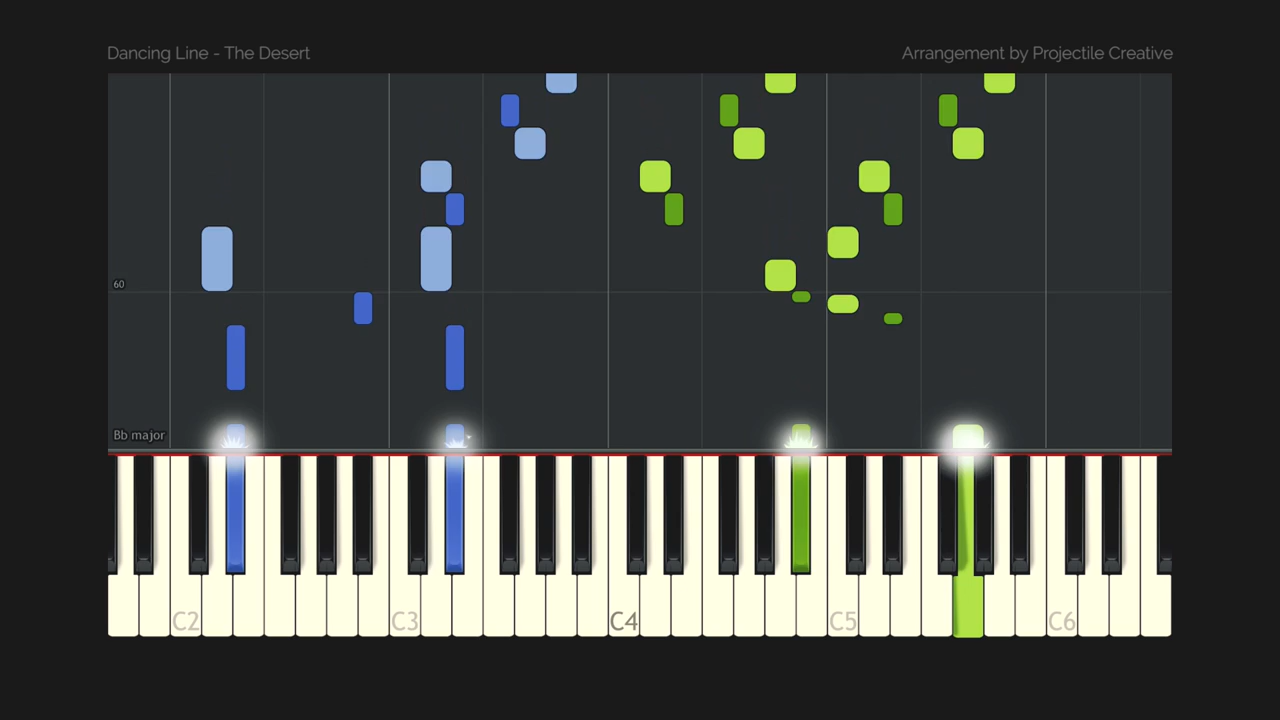 Dancing Line - The Desert
Arrangement by Projectile Creative
60
Bb major
C2 C3 C4 C5 C6